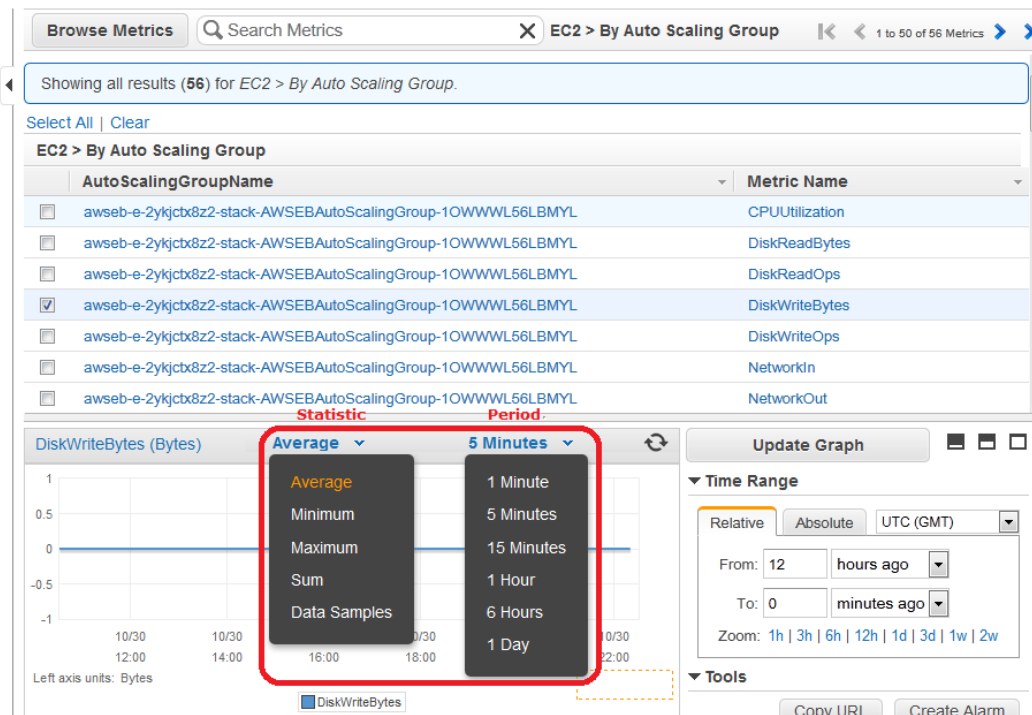 Browse Metrics Search Metrics EC2 > By Auto Scaling Group 1 to 50 of 56 Metrics
Showing all results (56) for EC2 > By Auto Scaling Group.
Select All | Clear
EC2 > By Auto Scaling Group
AutoScalingGroupName Metric Name
awseb-e-2ykjctx8z2-stack-AWSEBAutoScalingGroup-1OWWWL56LBMYL CPUUtilization
awseb-e-2ykjctx8z2-stack-AWSEBAutoScalingGroup-1OWWWL56LBMYL DiskReadBytes
awseb-e-2ykjctx8z2-stack-AWSEBAutoScalingGroup-1OWWWL56LBMYL DiskReadOps
awseb-e-2ykjctx8z2-stack-AWSEBAutoScalingGroup-1OWWWL56LBMYL DiskWriteBytes
awseb-e-2ykjctx8z2-stack-AWSEBAutoScalingGroup-1OWWWL56LBMYL DiskWriteOps
awseb-e-2ykjctx8z2-stack-AWSEBAutoScalingGroup-1OWWWL56LBMYL NetworkIn
awseb-e-2ykjctx8z2-stack-AWSEBAutoScalingGroup-1OWWWL56LBMYL NetworkOut
Statistic Period
DiskWriteBytes (Bytes) Average 5 Minutes
Average
Minimum
Maximum
Sum
Data Samples
1 Minute
5 Minutes
15 Minutes
1 Hour
6 Hours
1 Day
1
0.5
0
-0.5
-1
10/30 10/30 0/30 10/30
12:00 14:00 16:00 18:00 22:00
Left axis units: Bytes
DiskWriteBytes
Update Graph
Time Range
Relative Absolute UTC (GMT)
From: 12 hours ago
To: 0 minutes ago
Zoom: 1h | 3h | 6h | 12h | 1d | 3d | 1w | 2w
Tools
Copy URL Create Alarm